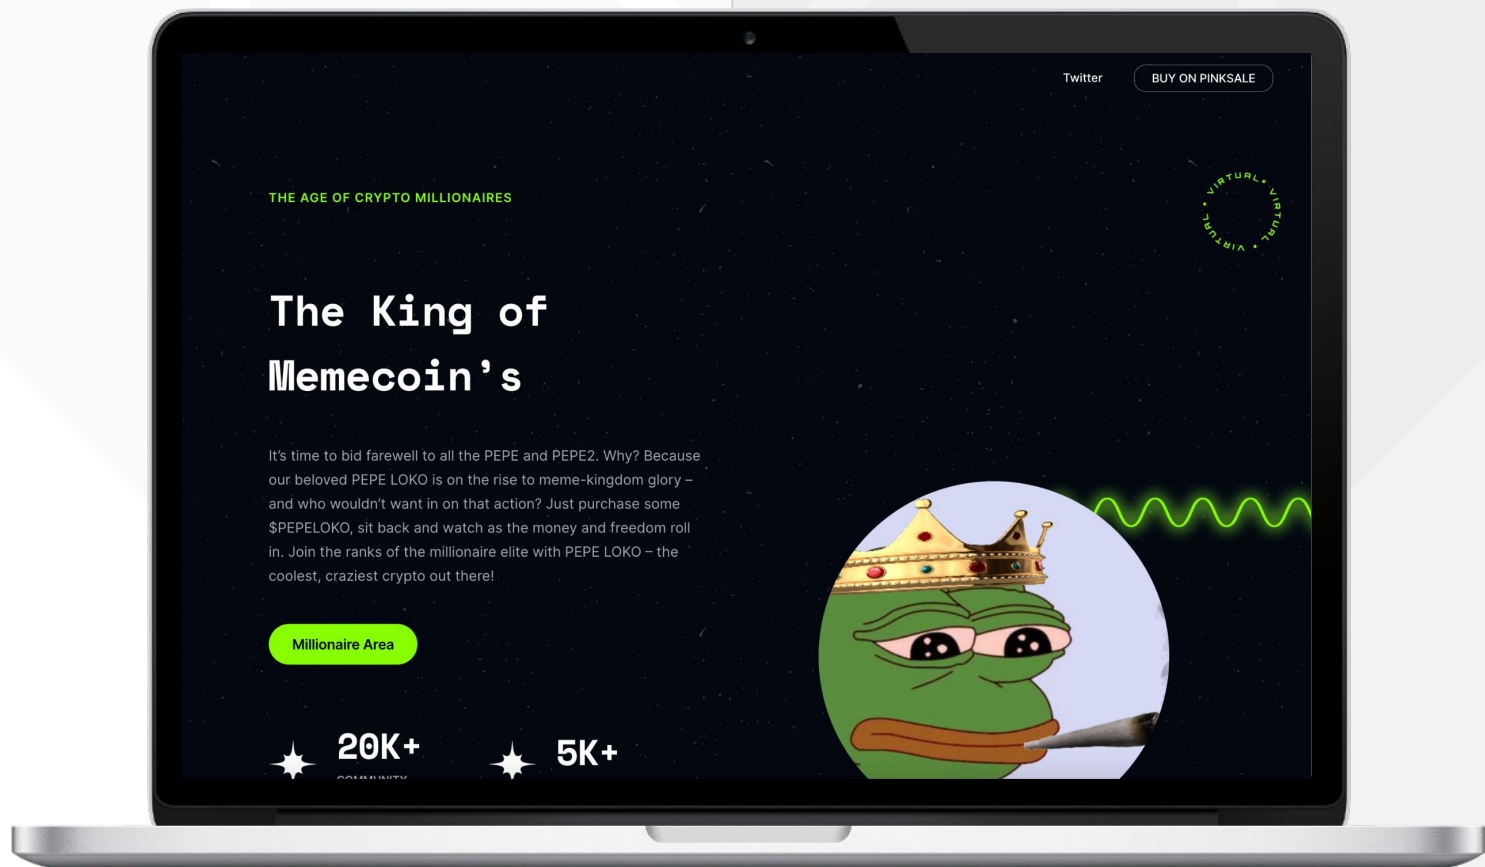 Twitter
BUY ON PINKSALE
VIRTUAL • VIRTUAL • VIRTUAL • VIRTUAL •
THE AGE OF CRYPTO MILLIONAIRES
The King of
Memecoin’s
It’s time to bid farewell to all the PEPE and PEPE2. Why? Because
our beloved PEPE LOKO is on the rise to meme-kingdom glory –
and who wouldn’t want in on that action? Just purchase some
$PEPELOKO, sit back and watch as the money and freedom roll
in. Join the ranks of the millionaire elite with PEPE LOKO – the
coolest, craziest crypto out there!
Millionaire Area
20K+
5K+
COMMUNITY